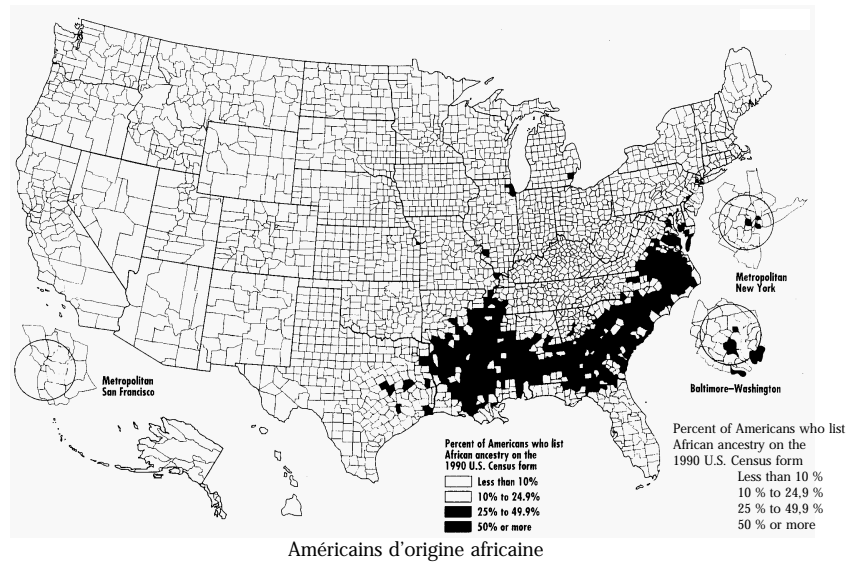 Metropolitan
New York
Baltimore–Washington
Metropolitan
San Francisco
Percent of Americans who list
African ancestry on the
1990 U.S. Census form
Less than 10%
10% to 24.9%
25% to 49.9%
50% or more
Percent of Americans who list
African ancestry on the
1990 U.S. Census form
Less than 10 %
10 % to 24,9 %
25 % to 49,9 %
50 % or more
Américains d'origine africaine